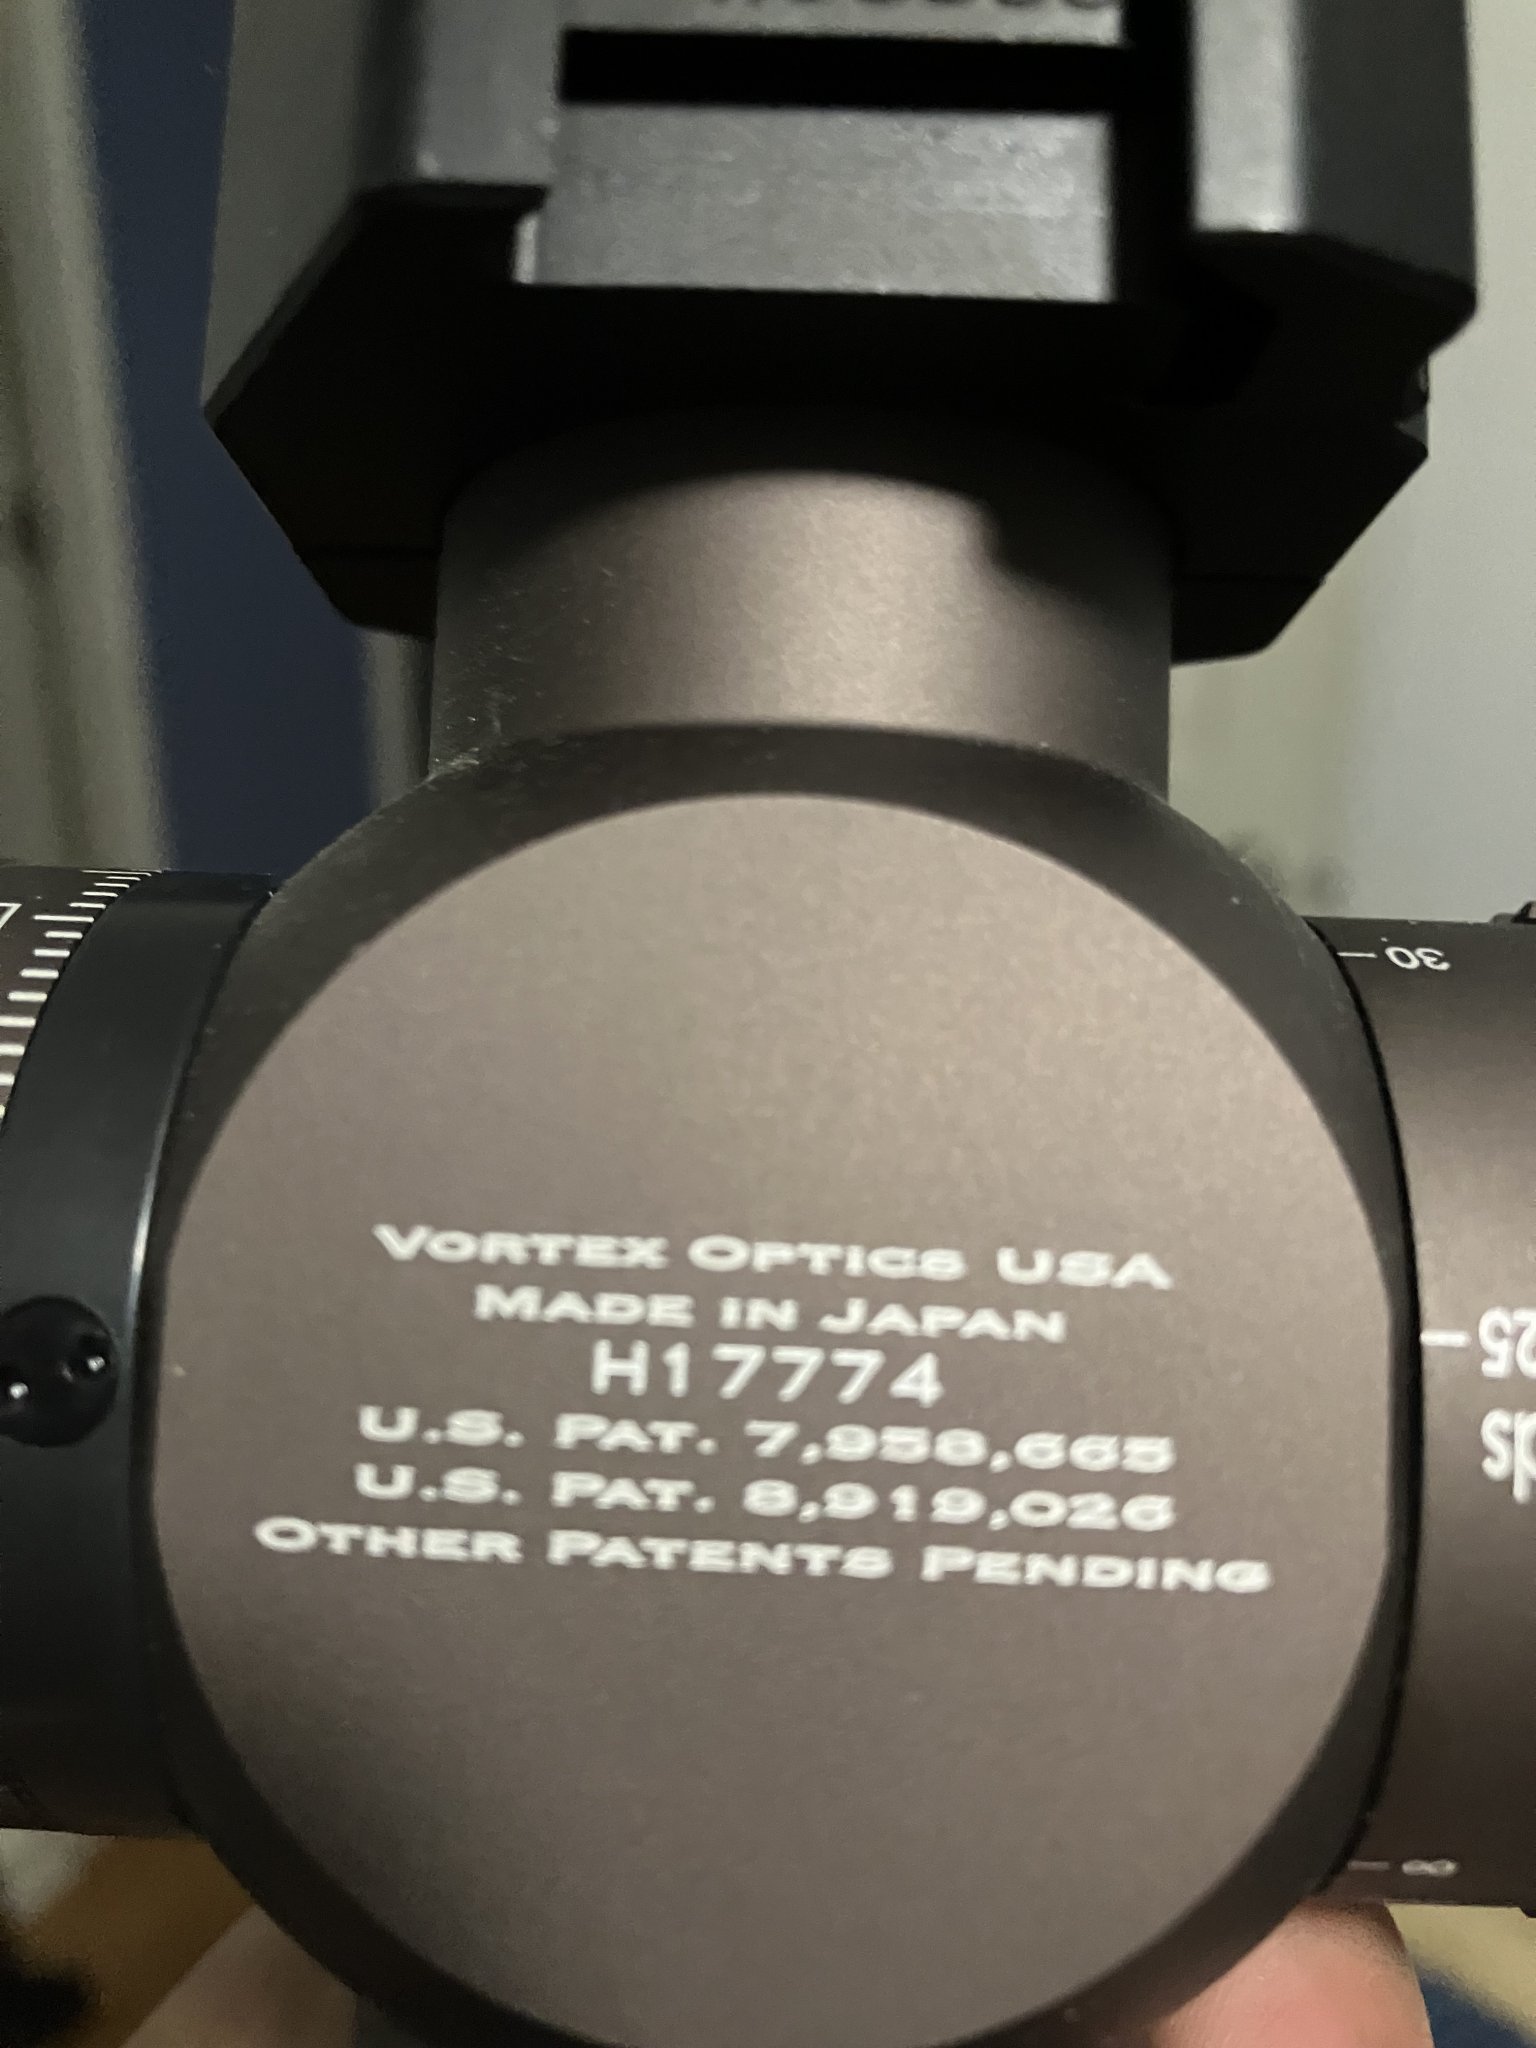 30
VORTEX OPTICS USA
MADE IN JAPAN
H17774
U.S. PAT. 7,958,665
U.S. PAT. 8,919,026
OTHER PATENTS PENDING
25
∞